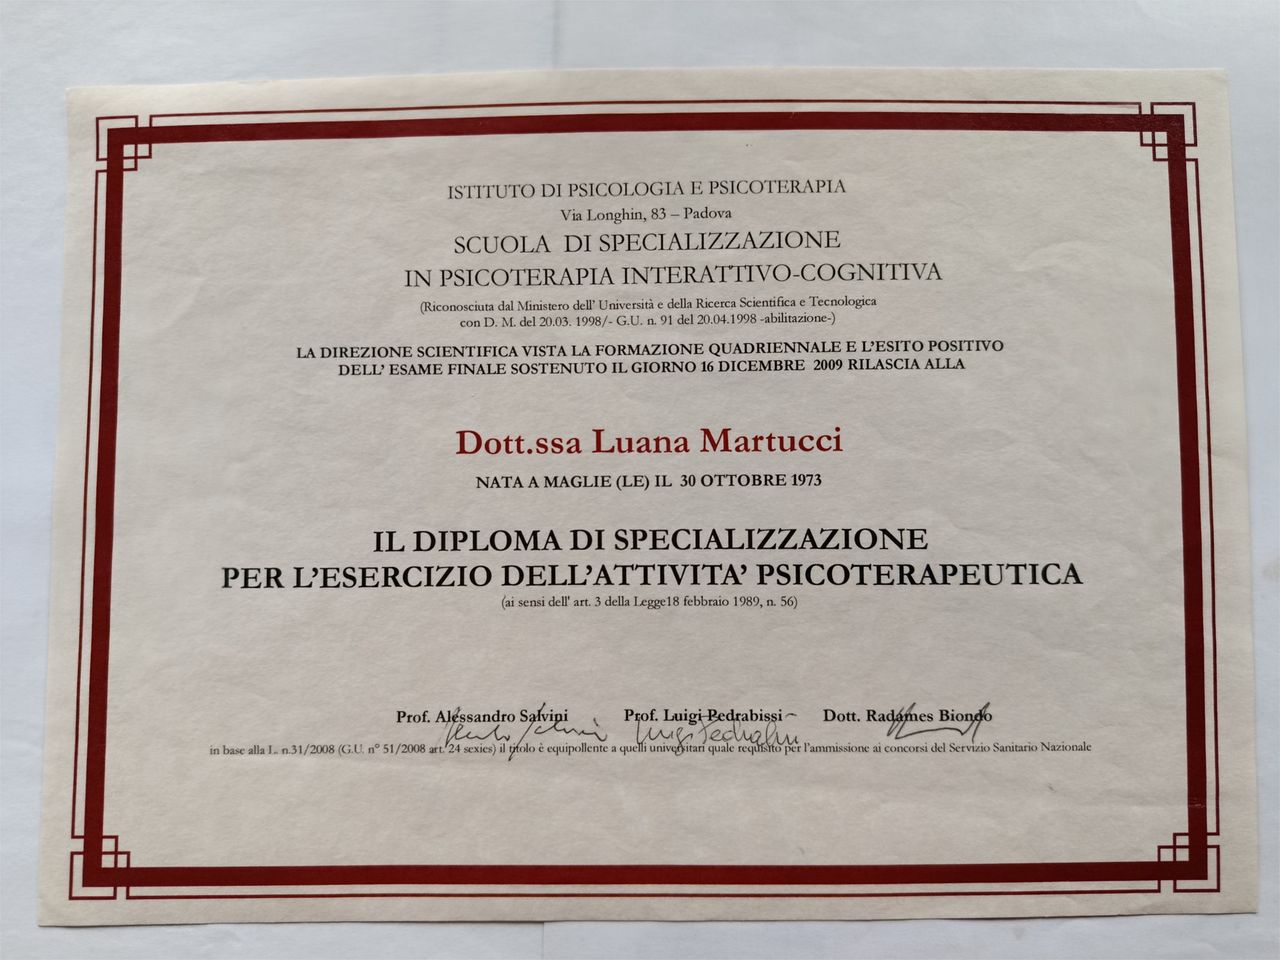 ISTITUTO DI PSICOLOGIA E PSICOTERAPIA
Via Longhin, 83 – Padova
SCUOLA DI SPECIALIZZAZIONE
IN PSICOTERAPIA INTERATTIVO-COGNITIVA
(Riconosciuta dal Ministero dell' Università e della Ricerca Scientifica e Tecnologica
con D. M. del 20.03. 1998/- G.U. n. 91 del 20.04.1998 -abilitazione-)
LA DIREZIONE SCIENTIFICA VISTA LA FORMAZIONE QUADRIENNALE E L'ESITO POSITIVO
DELL' ESAME FINALE SOSTENUTO IL GIORNO 16 DICEMBRE 2009 RILASCIA ALLA
Dott.ssa Luana Martucci
NATA A MAGLIE (LE) IL 30 OTTOBRE 1973
IL DIPLOMA DI SPECIALIZZAZIONE
PER L'ESERCIZIO DELL'ATTIVITA' PSICOTERAPEUTICA
(ai sensi dell' art. 3 della Legge18 febbraio 1989, n. 56)
Prof. Alessandro Salvini Prof. Luigi Pedrabissi Dott. Radames Biondo
in base alla L. n.31/2008 (G.U. n° 51/2008 art. 24 sexies) il titolo è equipollente a quelli universitari quale requisito per l'ammissione ai concorsi del Servizio Sanitario Nazionale